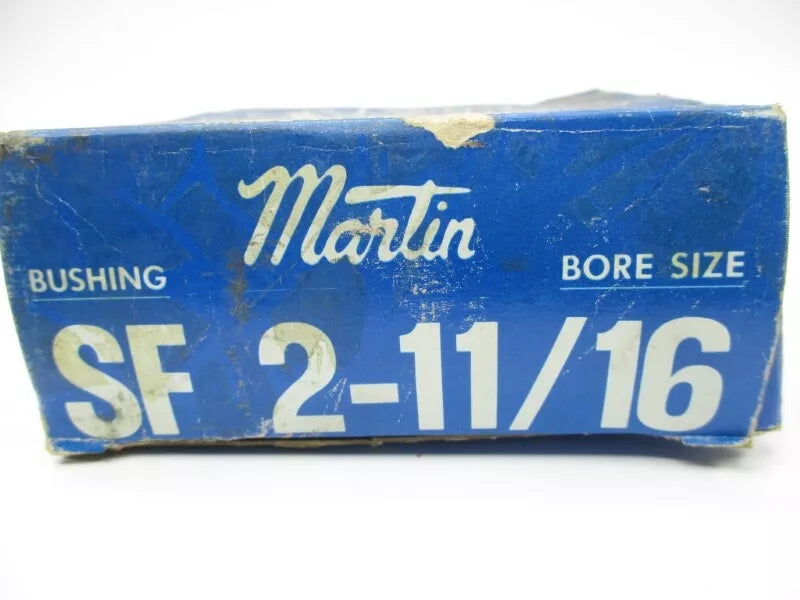 Martin
BUSHING
BORE SIZE
SF 2-11/16